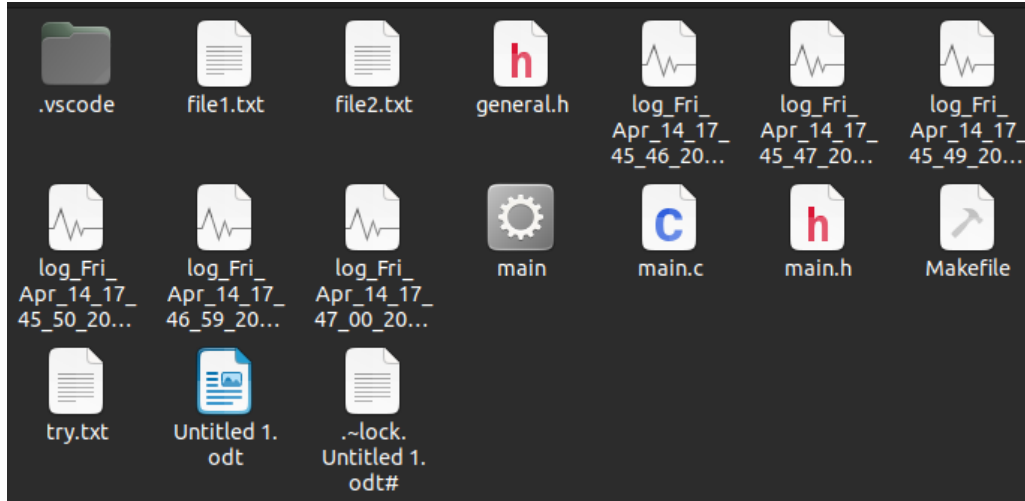 .vscode
file1.txt
file2.txt
h
general.h
log_Fri_
Apr_14_17_
45_46_20...
log_Fri_
Apr_14_17_
45_47_20...
log_Fri_
Apr_14_17_
45_49_20...
log_Fri_
Apr_14_17_
45_50_20...
log_Fri_
Apr_14_17_
46_59_20...
log_Fri_
Apr_14_17_
47_00_20...
main
c
main.c
h
main.h
Makefile
try.txt
Untitled 1.
odt
.~lock.
Untitled 1.
odt#